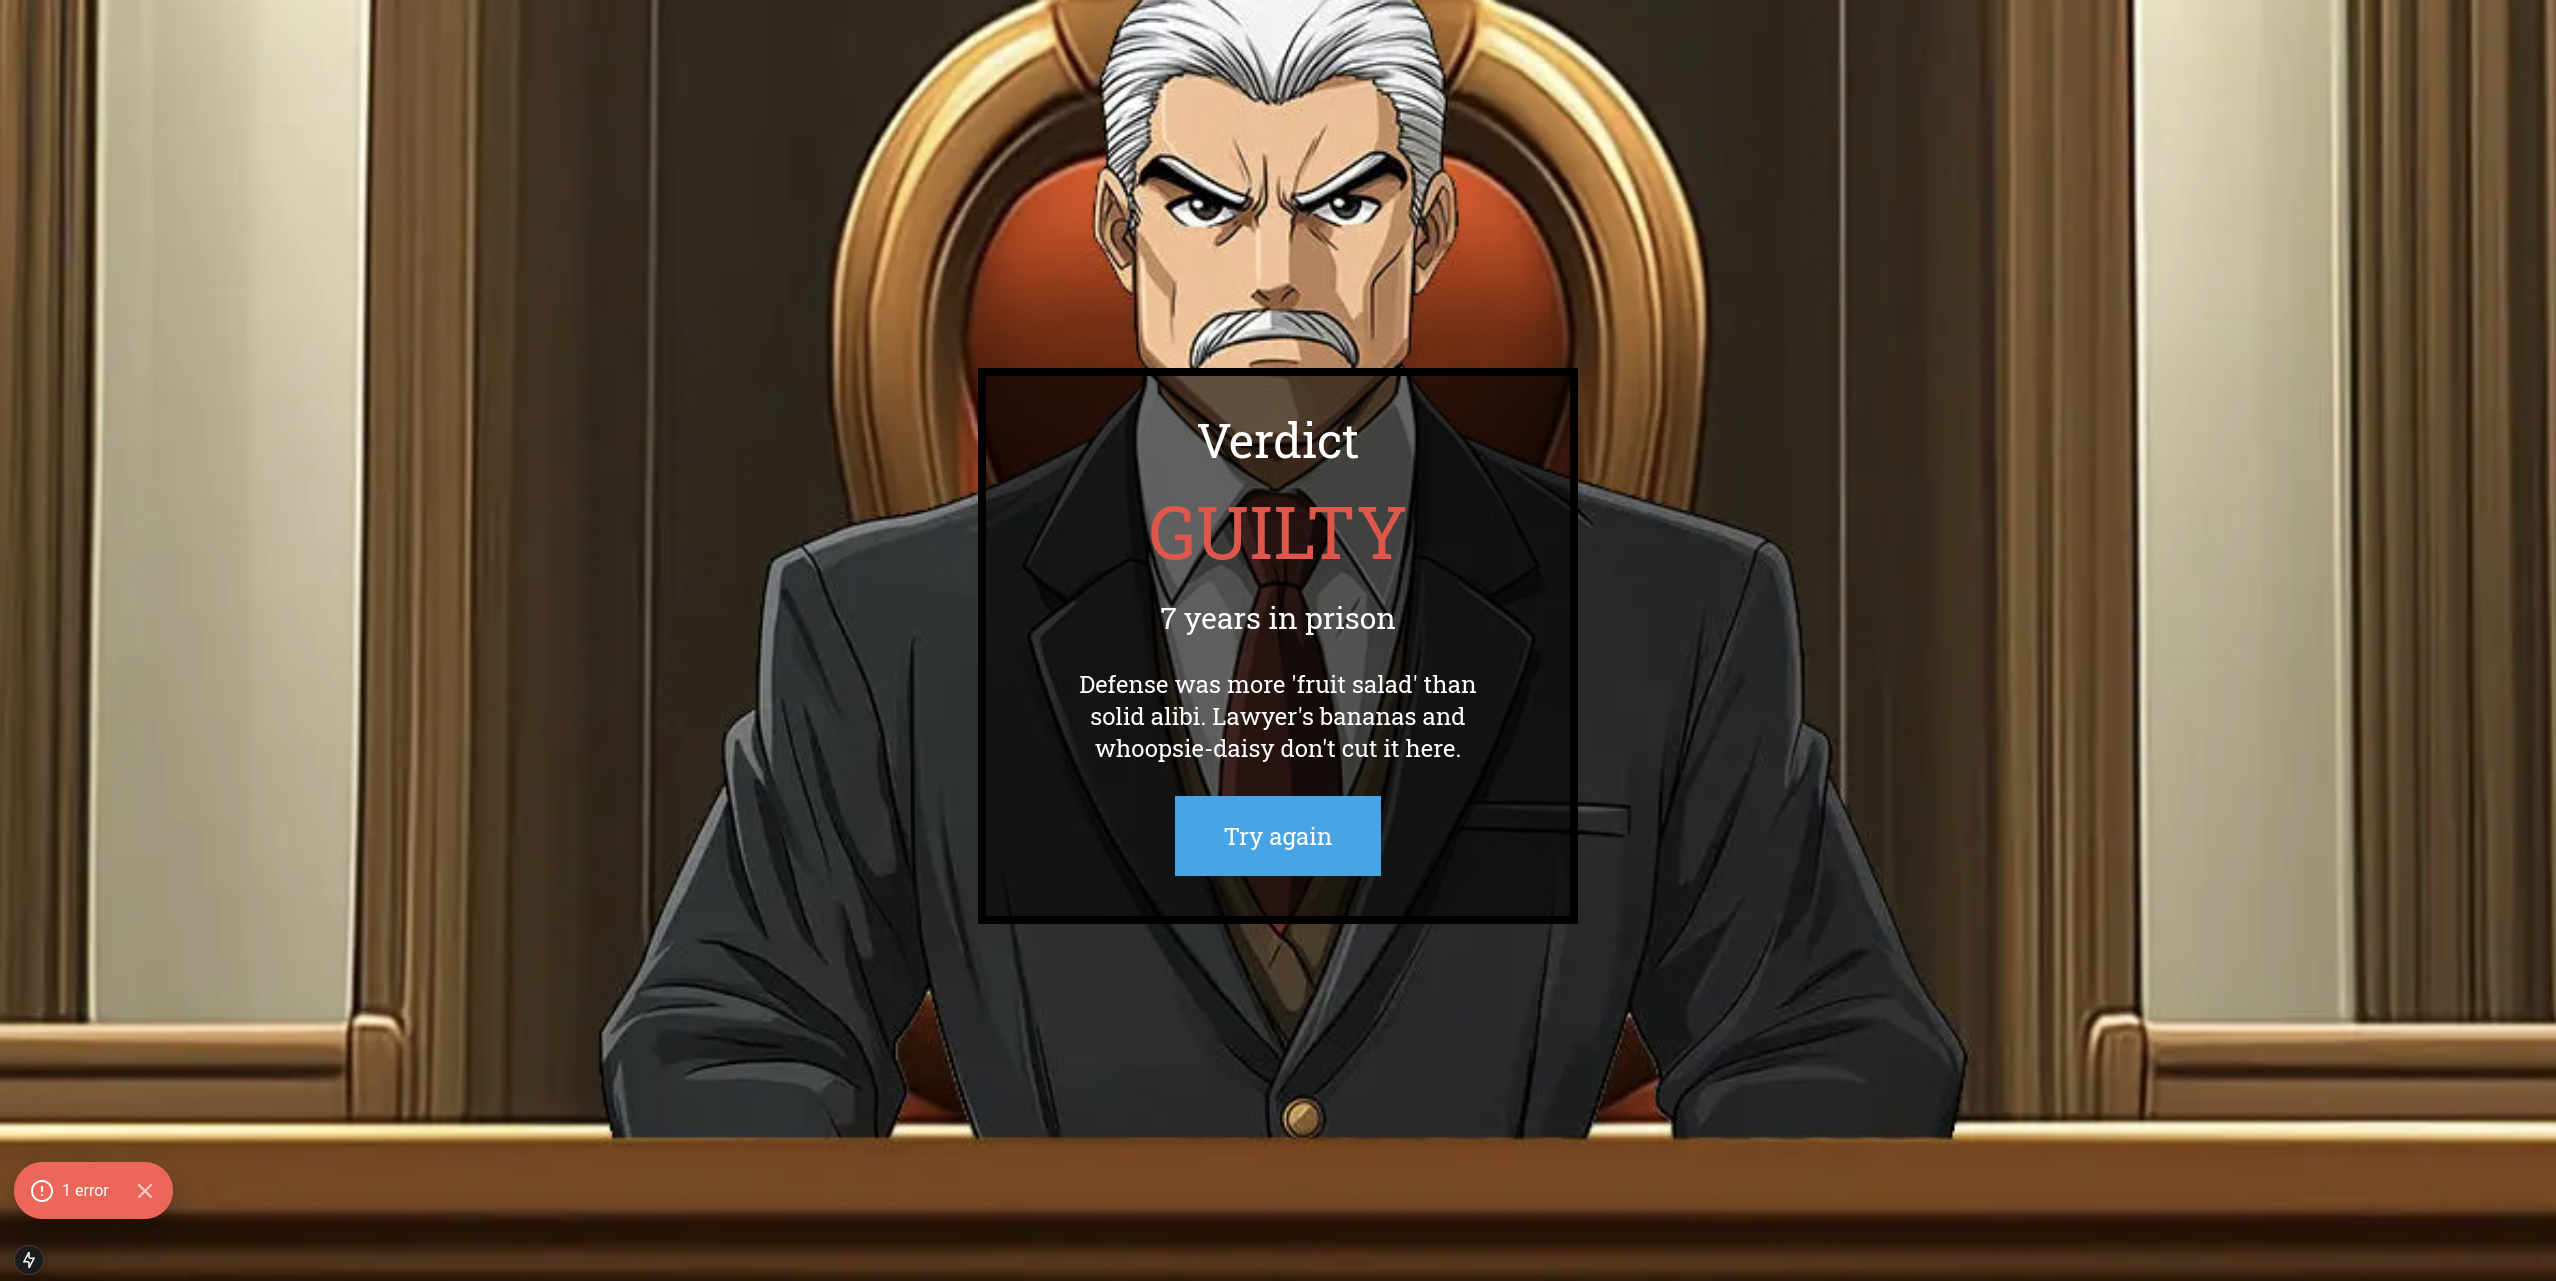 Verdict
GUILTY
7 years in prison
Defense was more 'fruit salad' than
solid alibi. Lawyer's bananas and
whoopsie-daisy don't cut it here.
Try again
1 error